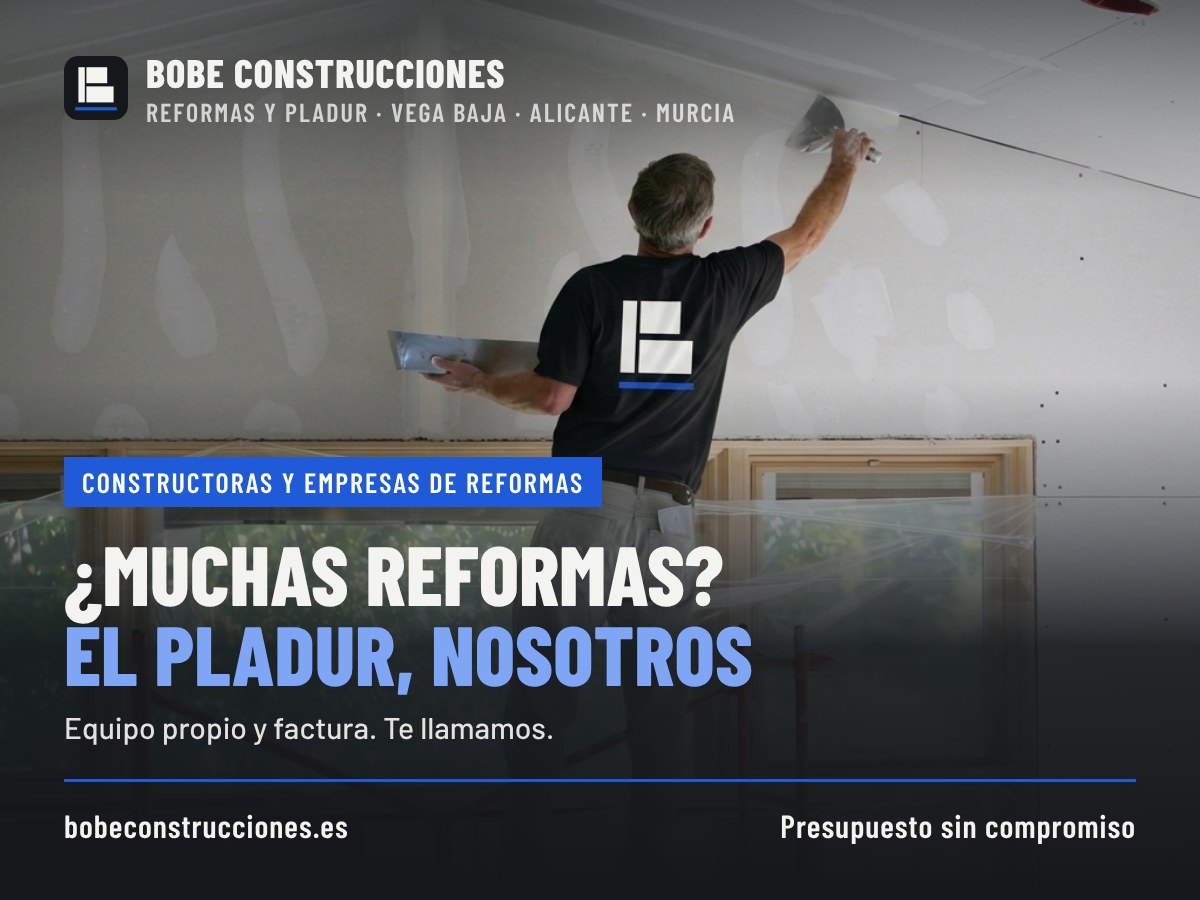 BOBE CONSTRUCCIONES
REFORMAS Y PLADUR · VEGA BAJA · ALICANTE · MURCIA
CONSTRUCTORAS Y EMPRESAS DE REFORMAS
¿MUCHAS REFORMAS?
EL PLADUR, NOSOTROS
Equipo propio y factura. Te llamamos.
bobeconstrucciones.es
Presupuesto sin compromiso